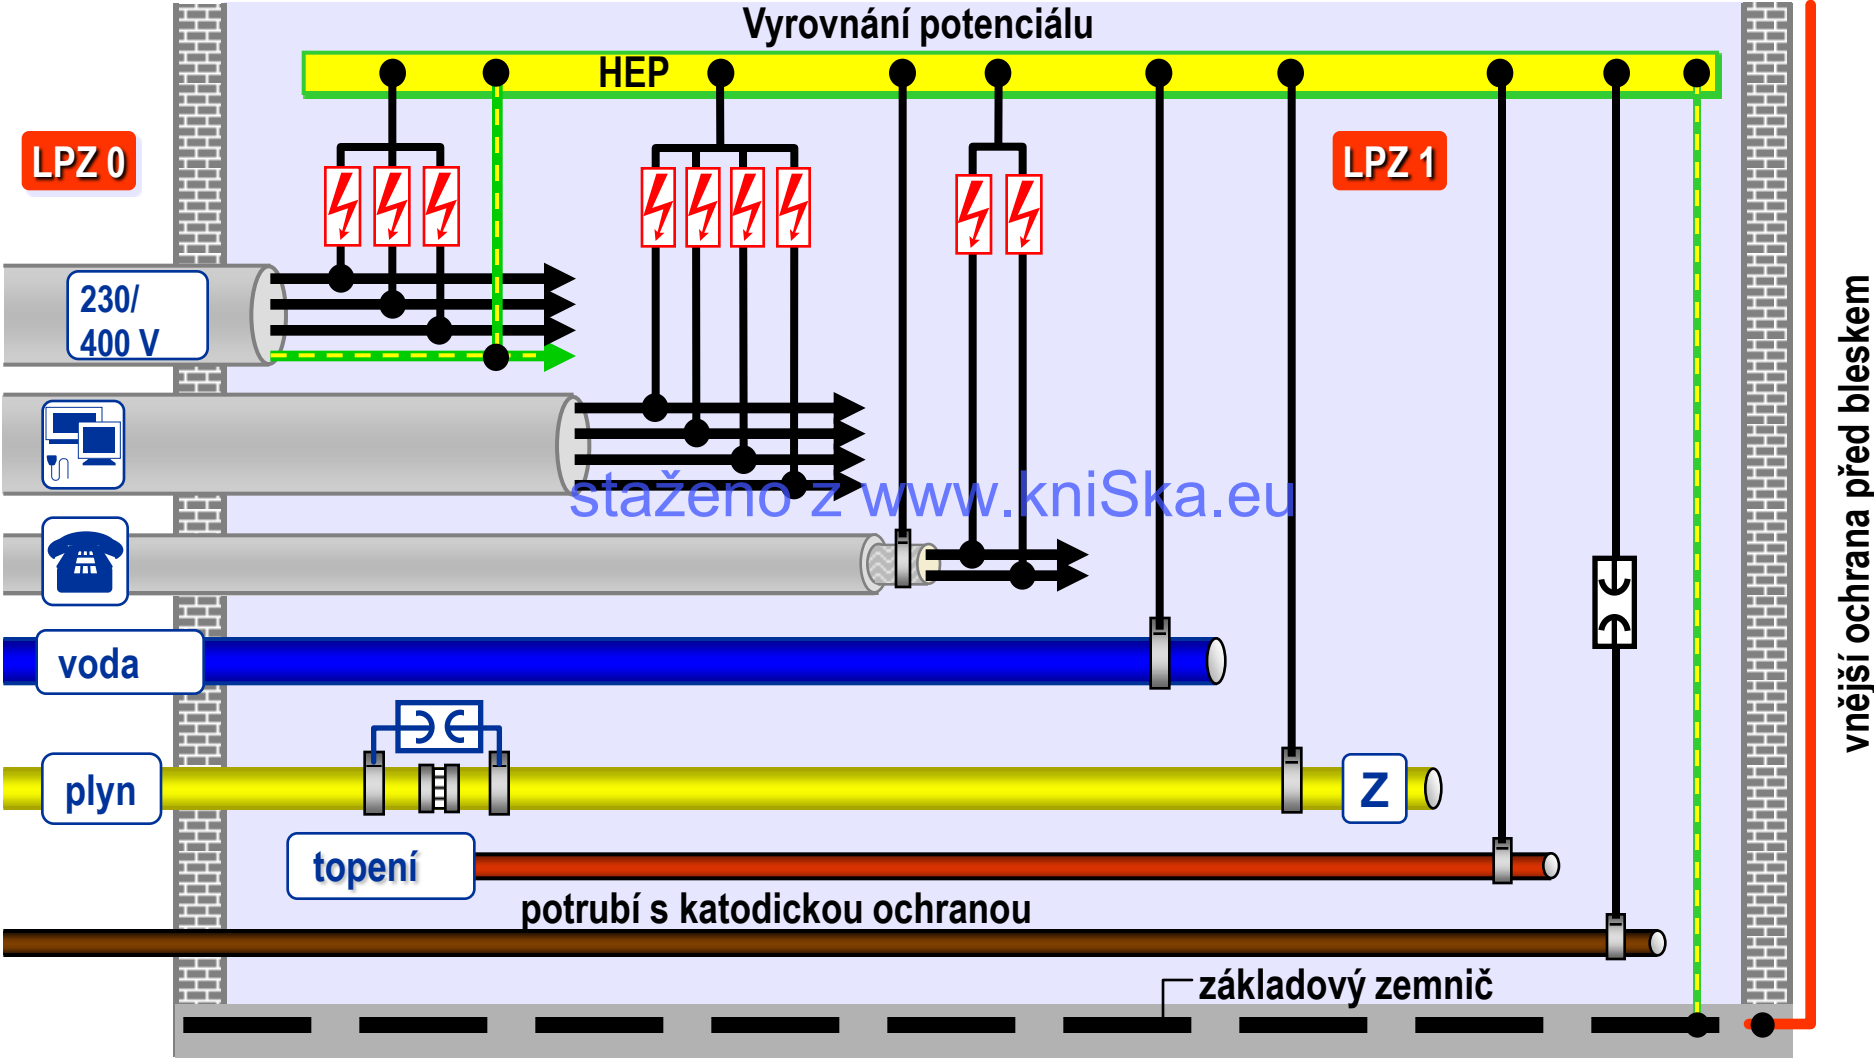 Vyrovnání potenciálu
HEP
LPZ 0
LPZ 1
230/
400 V
staženo z www.kniSka.eu
voda
plyn
Z
topení
potrubí s katodickou ochranou
základový zemnič
vnější ochrana před bleskem